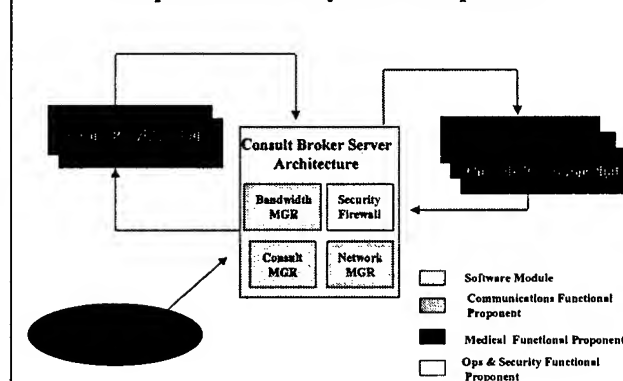 Consult Broker Server
Architecture
Bandwidth
MGR
Security
Firewall
Consult
MGR
Network
MGR
Software Module
Communications Functional
Proponent
Medical Functional Proponent
Ops & Security Functional
Proponent